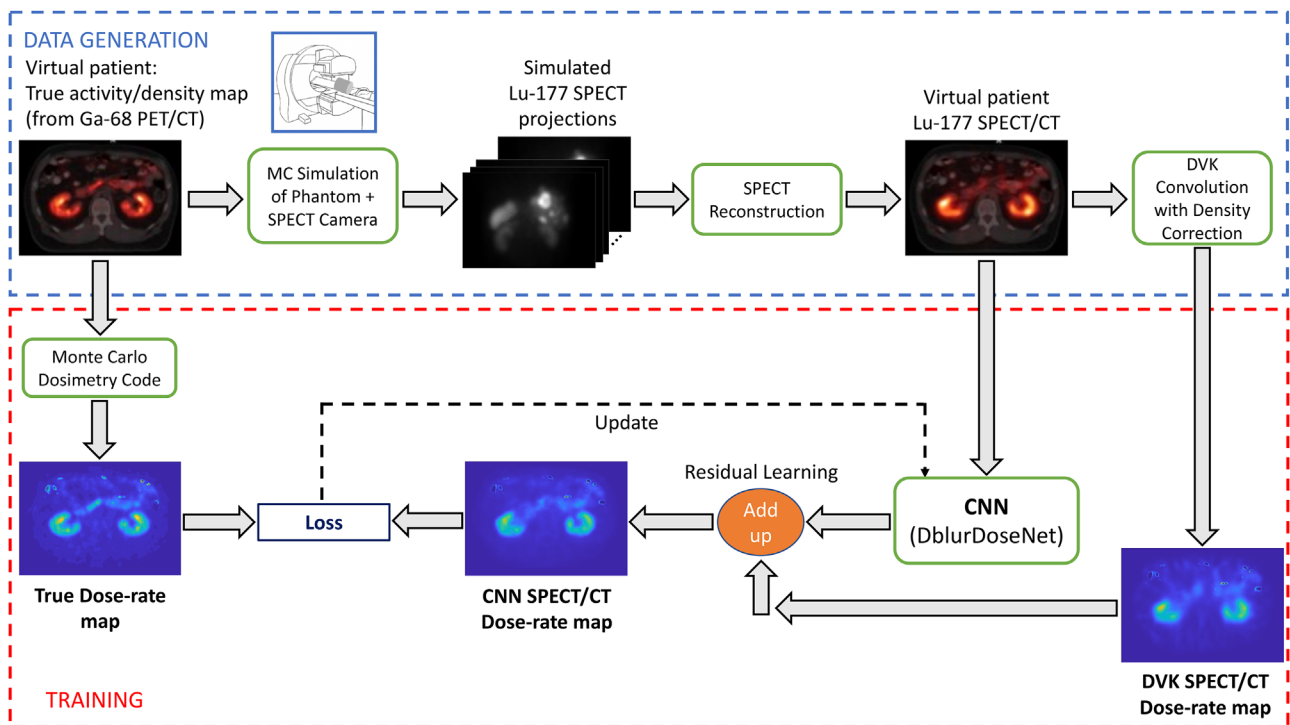 DATA GENERATION
Virtual patient:
True activity/density map
(from Ga-68 PET/CT)
MC Simulation
of Phantom +
SPECT Camera
Simulated
Lu-177 SPECT
projections
SPECT
Reconstruction
Virtual patient
Lu-177 SPECT/CT
DVK
Convolution
with Density
Correction
Monte Carlo
Dosimetry Code
Update
True Dose-rate
map
Loss
CNN SPECT/CT
Dose-rate map
Residual Learning
Add
up
CNN
(DblurDoseNet)
DVK SPECT/CT
Dose-rate map
TRAINING